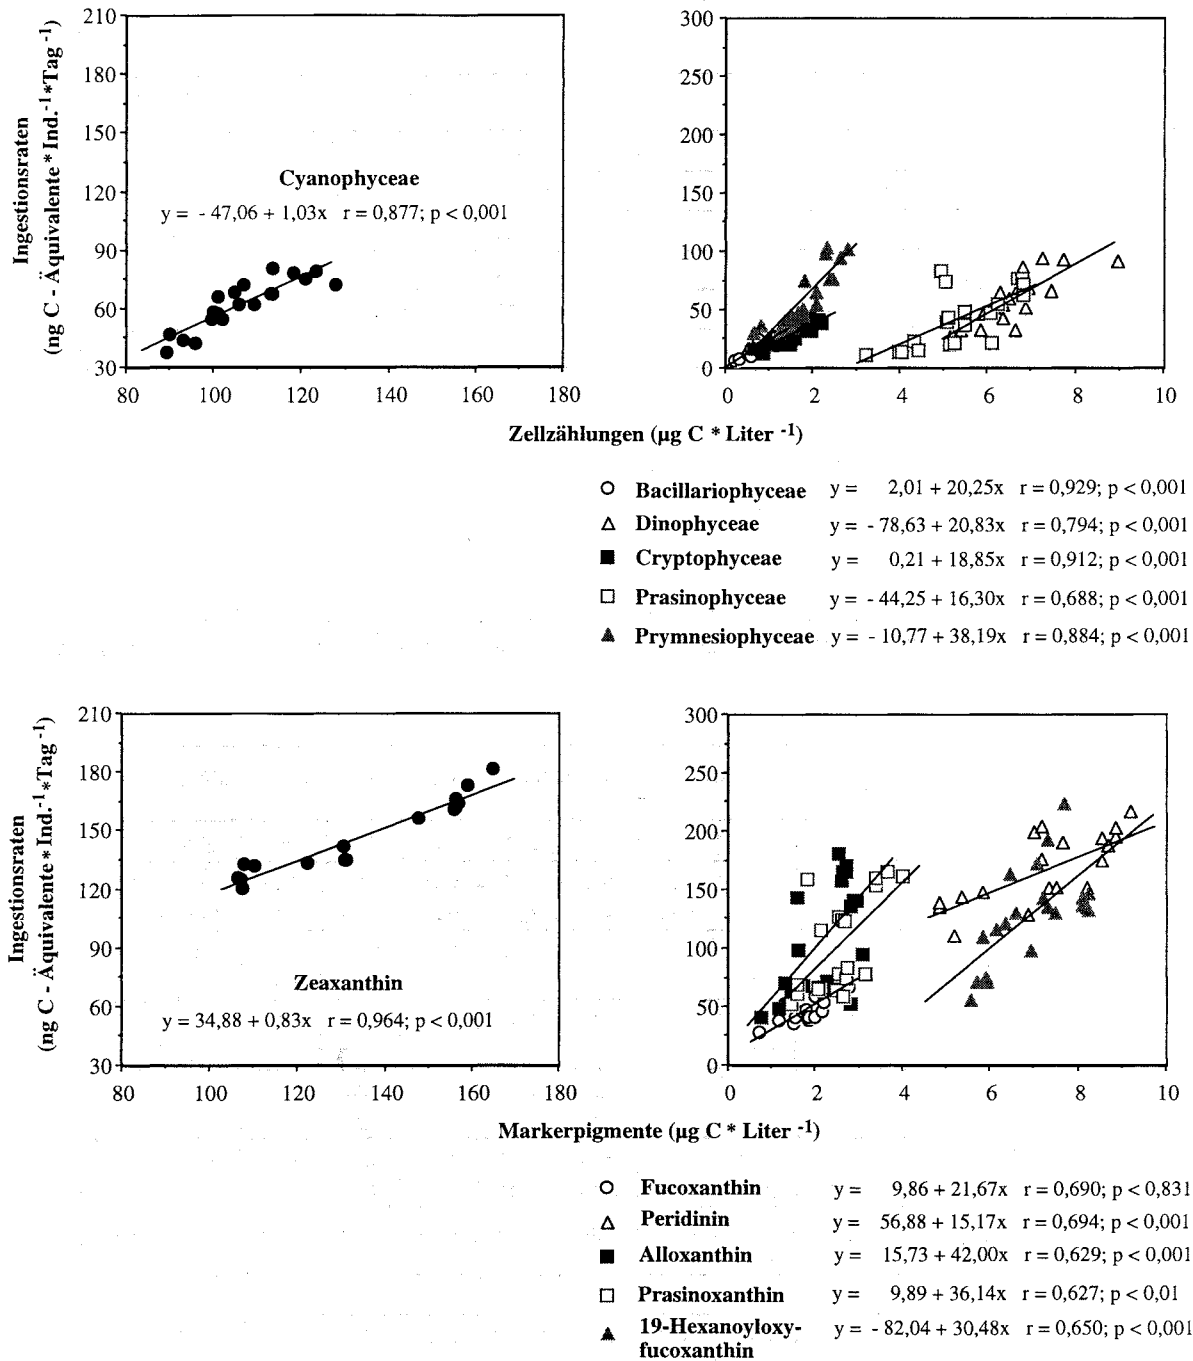 Ingestionsraten
(ng C - Äquivalente * Ind.⁻¹ * Tag ⁻¹)
210
180
150
120
90
60
30
80 100 120 140 160 180
Cyanophyceae
y = - 47,06 + 1,03x r = 0,877; p < 0,001
300
250
200
150
100
50
0
0 2 4 6 8 10
Zellzählungen (µg C * Liter ⁻¹)
Bacillariophyceae y = 2,01 + 20,25x r = 0,929; p < 0,001
Dinophyceae y = - 78,63 + 20,83x r = 0,794; p < 0,001
Cryptophyceae y = 0,21 + 18,85x r = 0,912; p < 0,001
Prasinophyceae y = - 44,25 + 16,30x r = 0,688; p < 0,001
Prymnesiophyceae y = - 10,77 + 38,19x r = 0,884; p < 0,001
Ingestionsraten
(ng C - Äquivalente * Ind.⁻¹ * Tag ⁻¹)
210
180
150
120
90
60
30
80 100 120 140 160 180
Zeaxanthin
y = 34,88 + 0,83x r = 0,964; p < 0,001
300
250
200
150
100
50
0
0 2 4 6 8 10
Markerpigmente (µg C * Liter ⁻¹)
Fucoxanthin y = 9,86 + 21,67x r = 0,690; p < 0,831
Peridinin y = 56,88 + 15,17x r = 0,694; p < 0,001
Alloxanthin y = 15,73 + 42,00x r = 0,629; p < 0,001
Prasinoxanthin y = 9,89 + 36,14x r = 0,627; p < 0,01
19-Hexanoyloxy- y = - 82,04 + 30,48x r = 0,650; p < 0,001
fucoxanthin